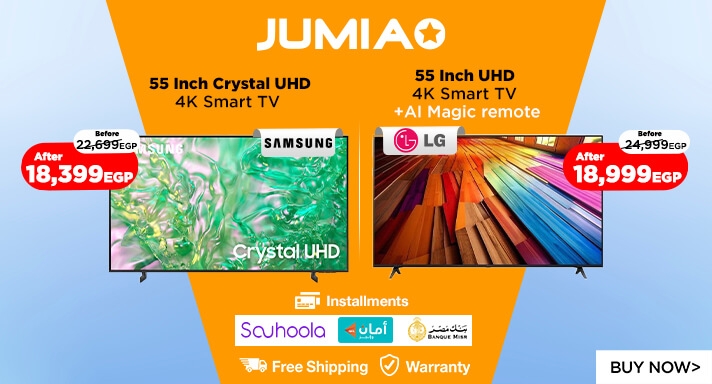 JUMIA
55 Inch Crystal UHD
4K Smart TV
55 Inch UHD
4K Smart TV
+AI Magic remote
Before
22,699EGP
After
18,399EGP
SAMSUNG
SAMSUNG
Crystal UHD
LG
Before
24,999EGP
After
18,999EGP
Installments
Souhoola
أمان
بنك مصر
BANQUE MISR
Free Shipping
Warranty
BUY NOW>